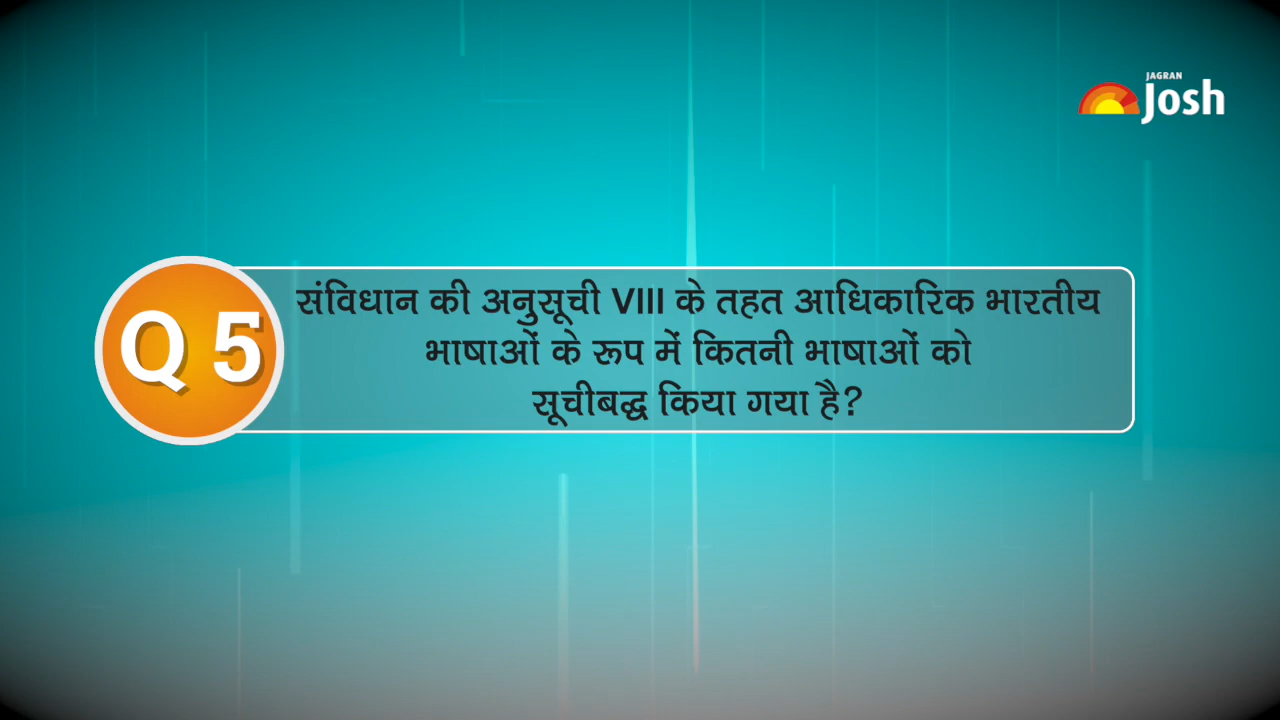 JAGRAN
Josh
Q 5
संविधान की अनुसूची VIII के तहत आधिकारिक भारतीय
भाषाओं के रूप में कितनी भाषाओं को
सूचीबद्ध किया गया है?